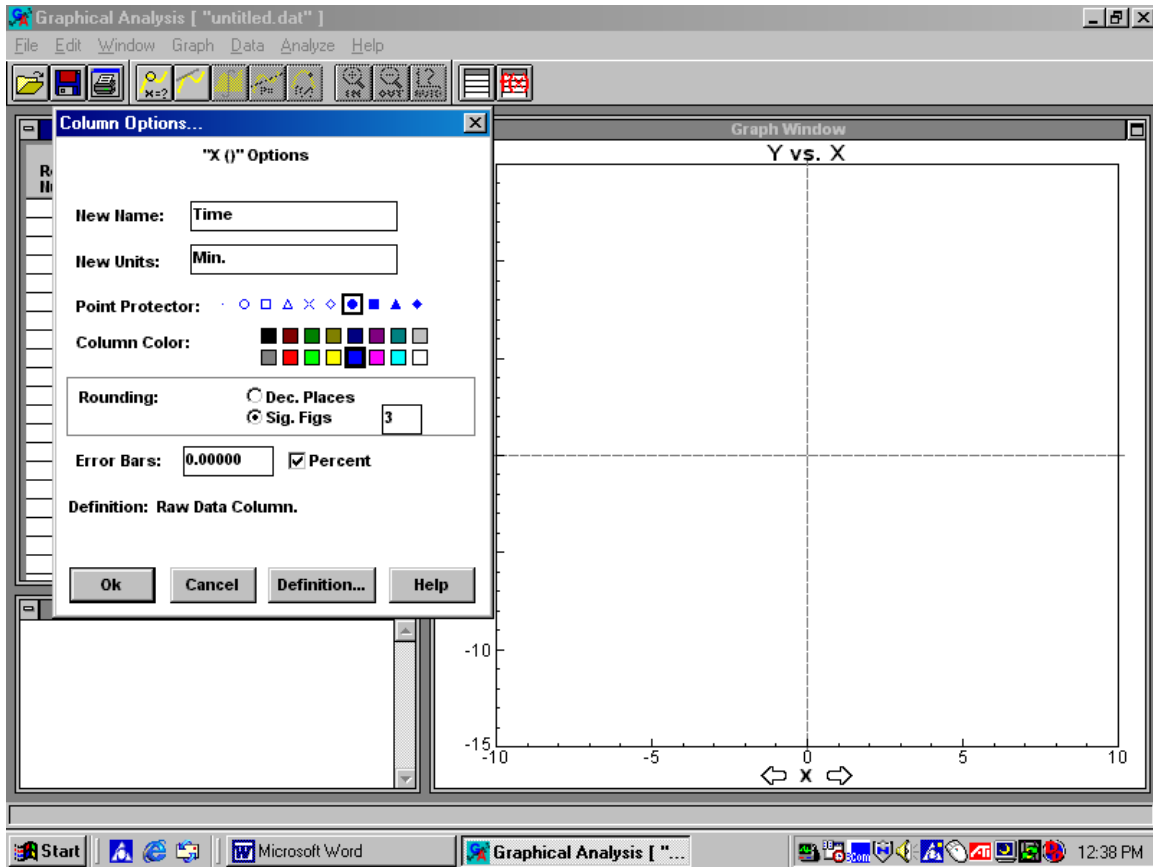 Graphical Analysis [ "untitled.dat" ]
File Edit Window Graph Data Analyze Help
X=? IN OUT
f(x)
Column Options...
"X ()" Options
New Name: Time
New Units: Min.
Point Protector:
Column Color:
Rounding:
Dec. Places
Sig. Figs 3
Error Bars: 0.00000 Percent
Definition: Raw Data Column.
Ok Cancel Definition... Help
Graph Window
Y vs. X
-10
-15
-10 -5 0 5 10
X
Start Microsoft Word Graphical Analysis [ "... 12:38 PM